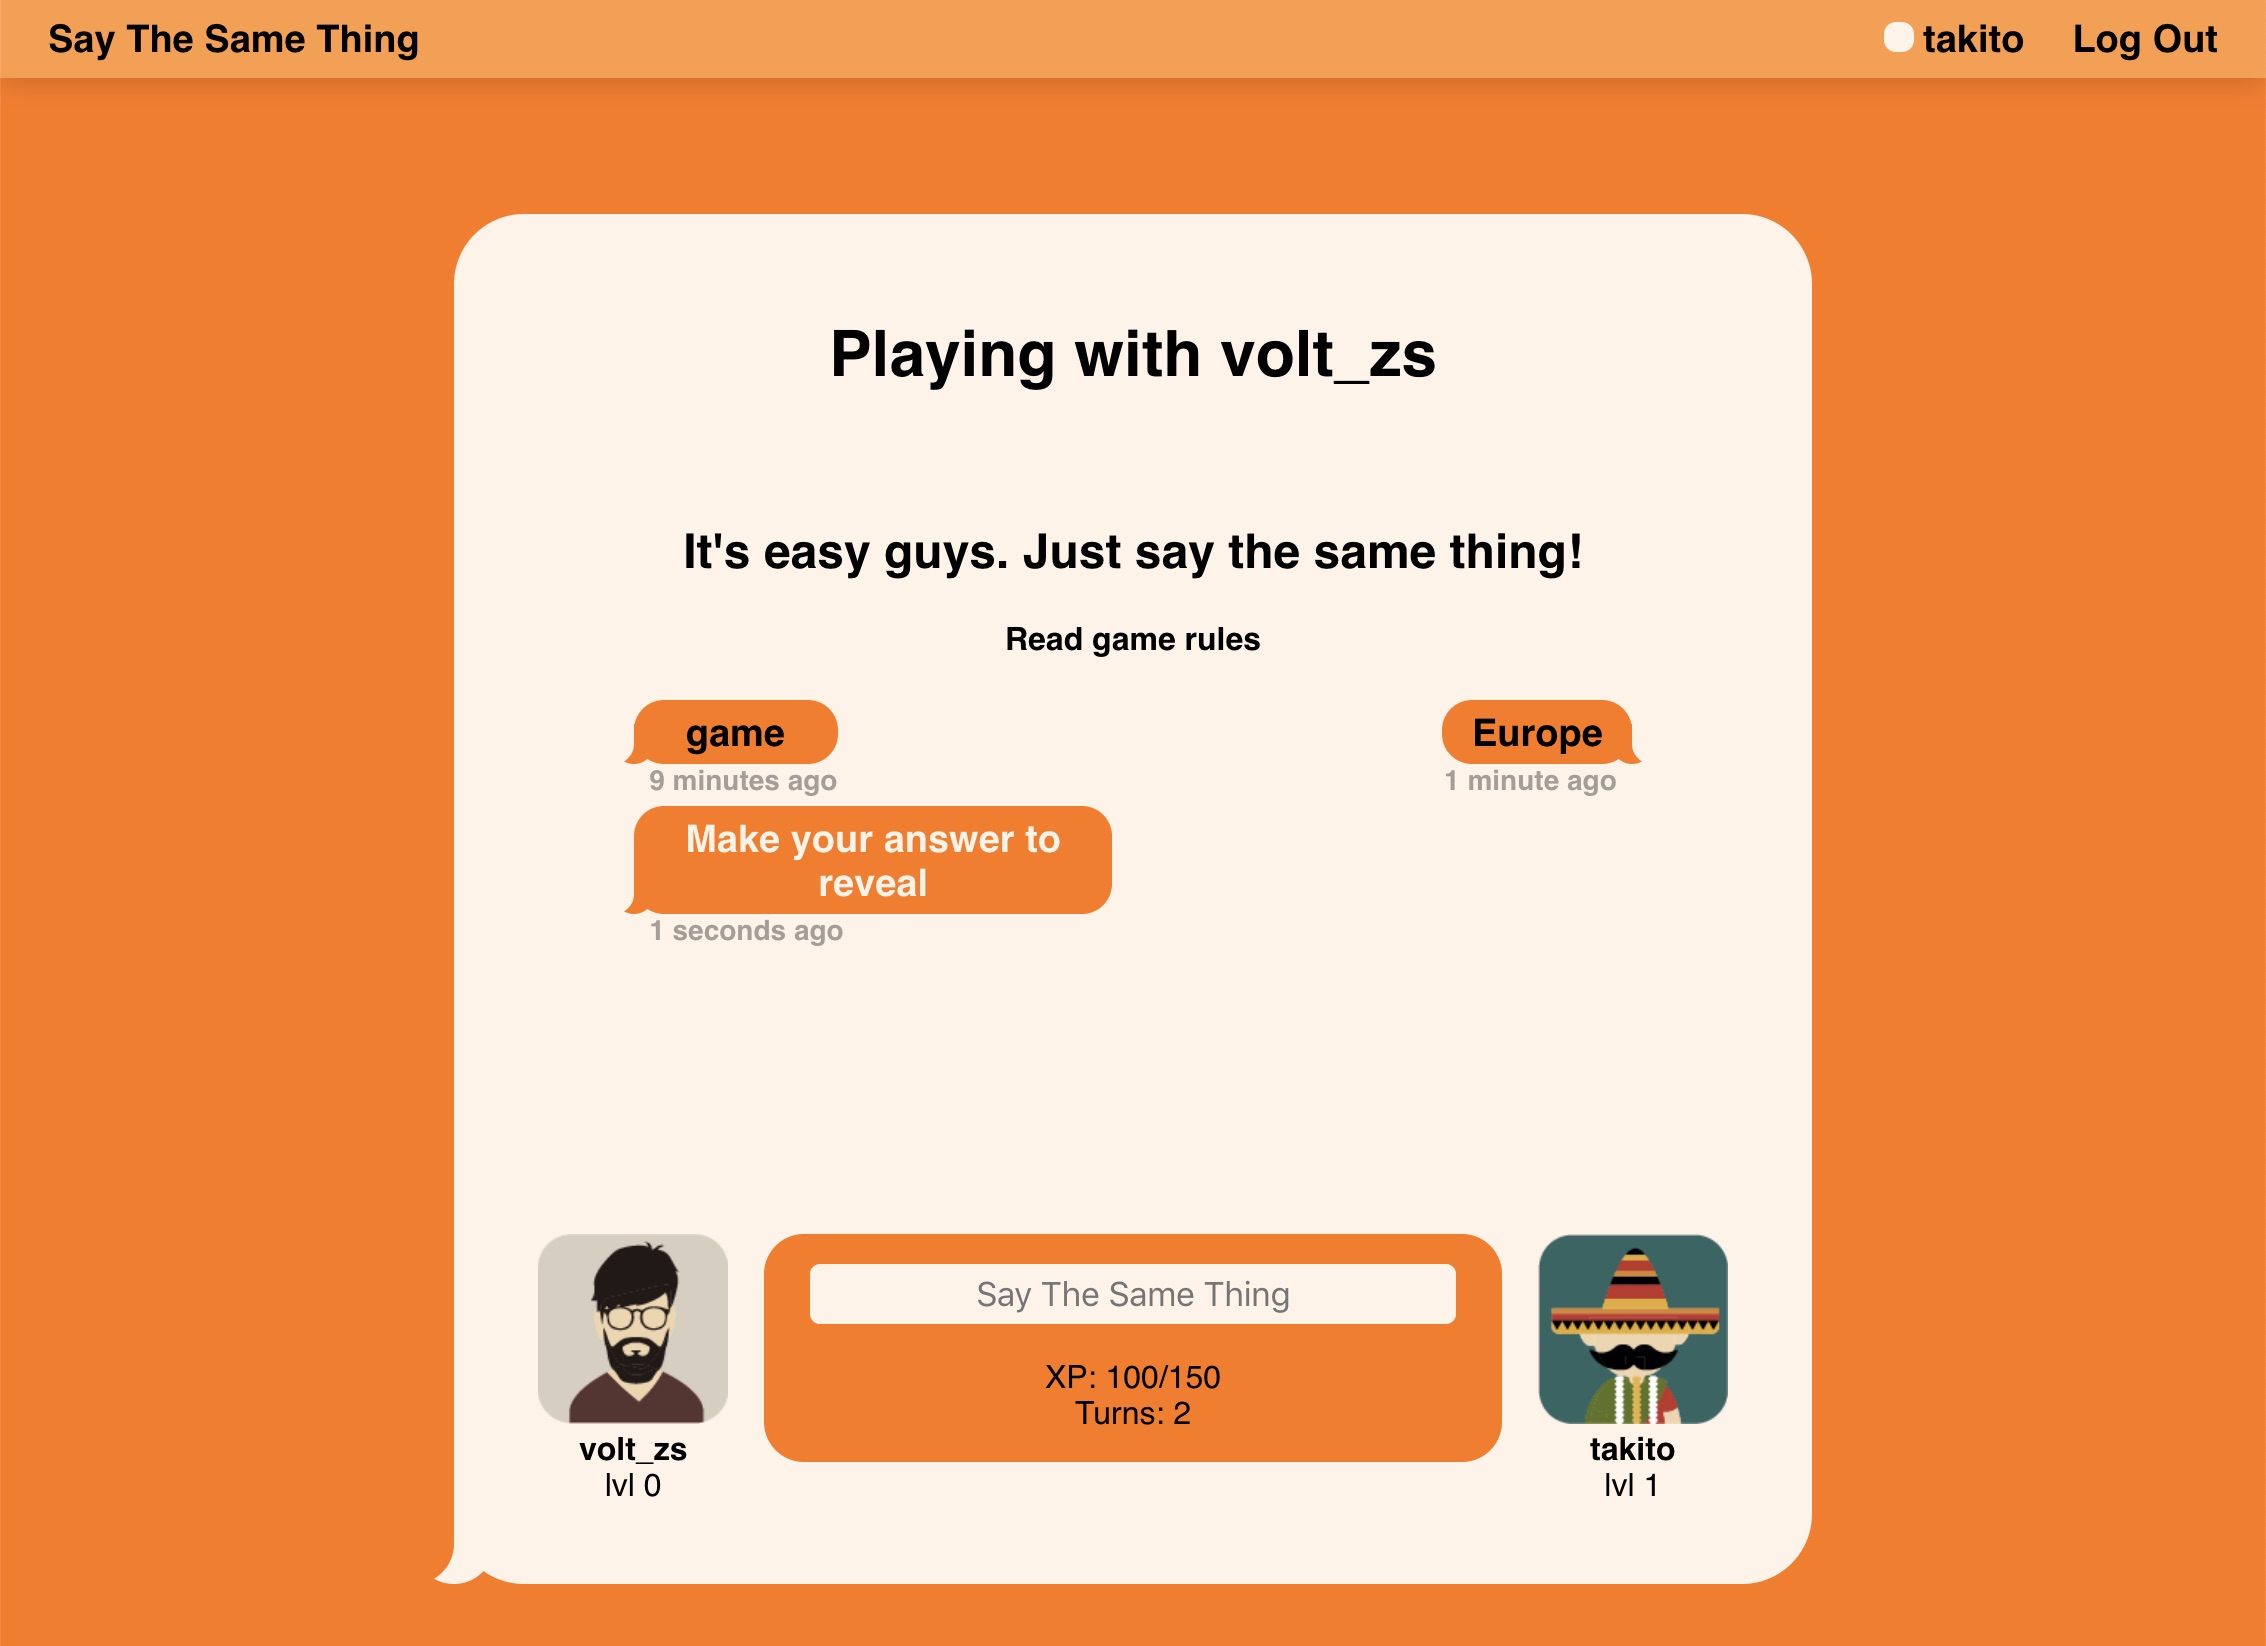 Say The Same Thing
takito
Log Out
Playing with volt_zs
It's easy guys. Just say the same thing!
Read game rules
game
Europe
9 minutes ago
1 minute ago
Make your answer to
reveal
1 seconds ago
Say The Same Thing
XP: 100/150
Turns: 2
volt_zs
lvl 0
takito
lvl 1